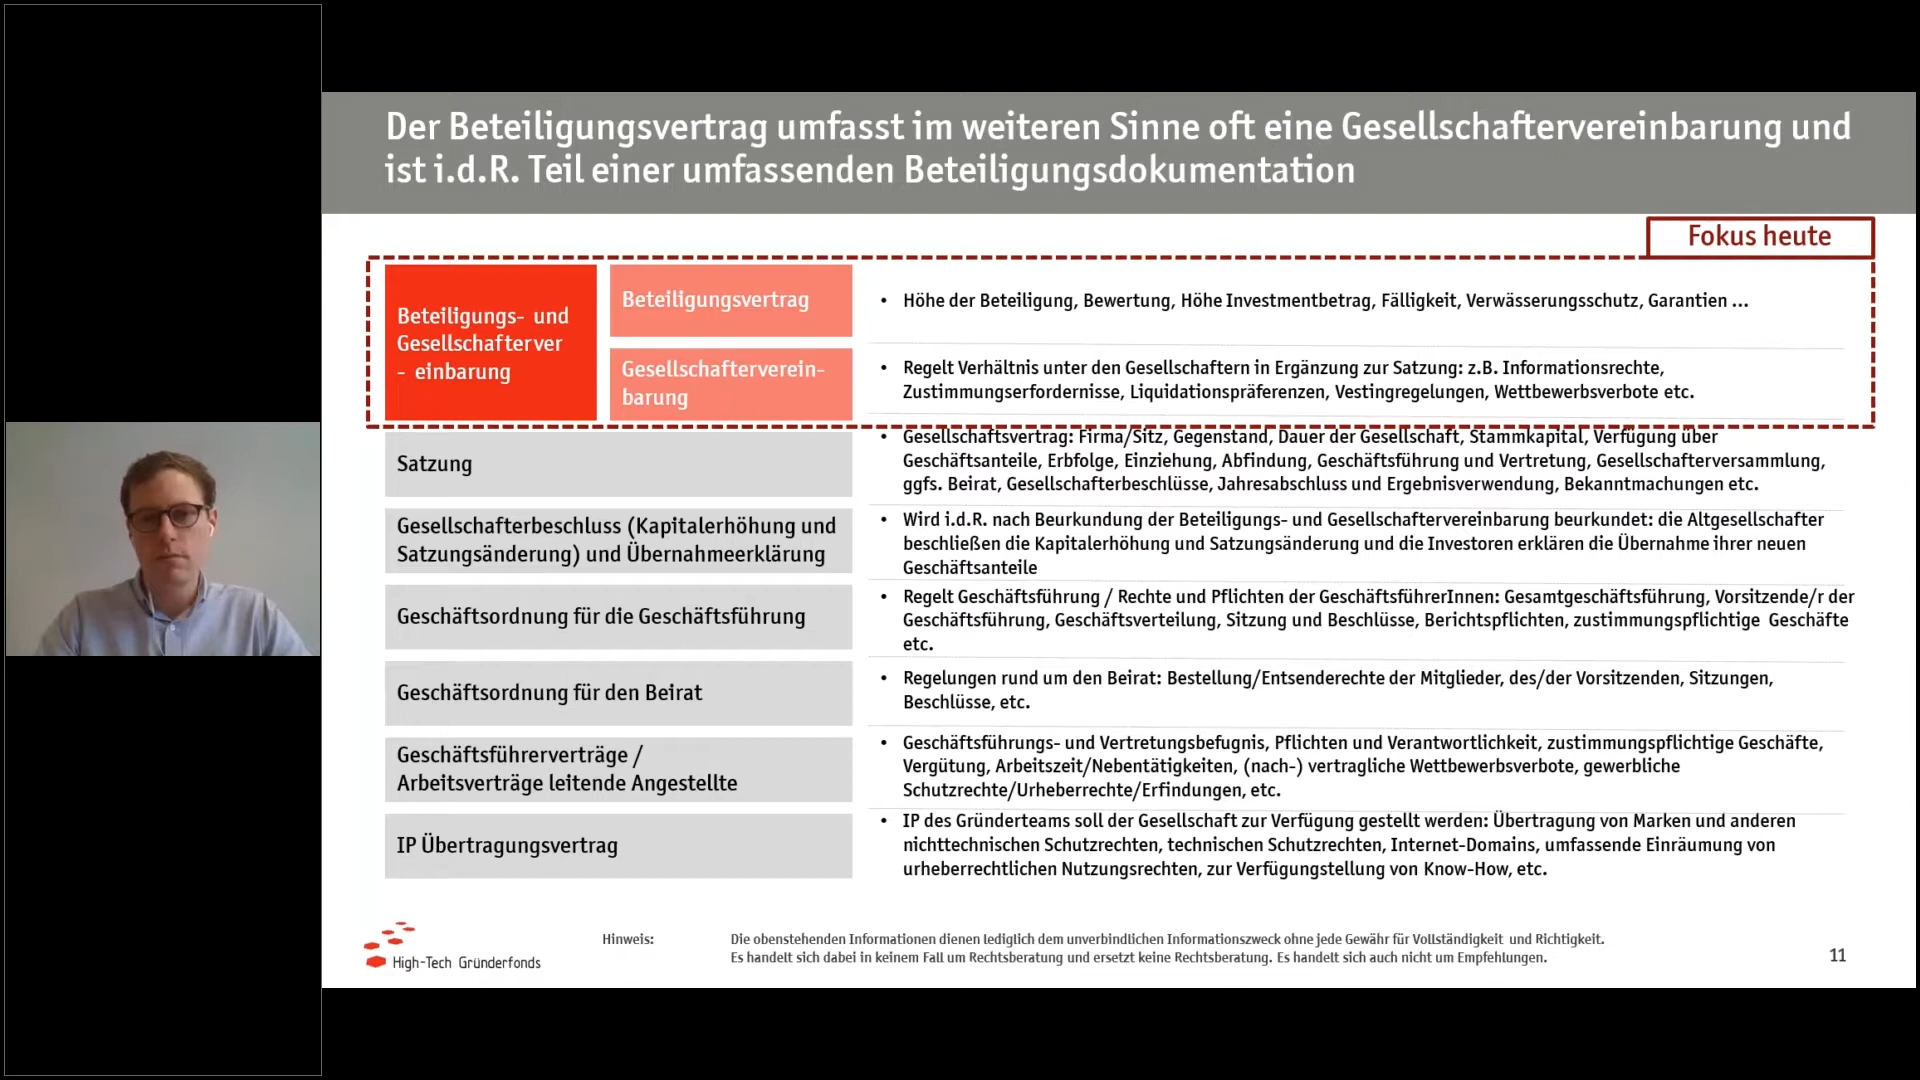 Der Beteiligungsvertrag umfasst im weiteren Sinne oft eine Gesellschaftervereinbarung und
ist i.d.R. Teil einer umfassenden Beteiligungsdokumentation
Fokus heute
Beteiligungs- und
Gesellschafterver
- einbarung
Beteiligungsvertrag
• Höhe der Beteiligung, Bewertung, Höhe Investmentbetrag, Fälligkeit, Verwässerungsschutz, Garantien ...
Gesellschafterverein-
barung
• Regelt Verhältnis unter den Gesellschaftern in Ergänzung zur Satzung: z.B. Informationsrechte,
Zustimmungserfordernisse, Liquidationspräferenzen, Vestingregelungen, Wettbewerbsverbote etc.
Satzung
• Gesellschaftsvertrag: Firma/Sitz, Gegenstand, Dauer der Gesellschaft, Stammkapital, Verfügung über
Geschäftsanteile, Erbfolge, Einziehung, Abfindung, Geschäftsführung und Vertretung, Gesellschafterversammlung,
ggfs. Beirat, Gesellschafterbeschlüsse, Jahresabschluss und Ergebnisverwendung, Bekanntmachungen etc.
Gesellschafterbeschluss (Kapitalerhöhung und
Satzungsänderung) und Übernahmeerklärung
• Wird i.d.R. nach Beurkundung der Beteiligungs- und Gesellschaftervereinbarung beurkundet: die Altgesellschafter
beschließen die Kapitalerhöhung und Satzungsänderung und die Investoren erklären die Übernahme ihrer neuen
Geschäftsanteile
Geschäftsordnung für die Geschäftsführung
• Regelt Geschäftsführung / Rechte und Pflichten der GeschäftsführerInnen: Gesamtgeschäftsführung, Vorsitzende/r der
Geschäftsführung, Geschäftsverteilung, Sitzung und Beschlüsse, Berichtspflichten, zustimmungspflichtige Geschäfte
etc.
Geschäftsordnung für den Beirat
• Regelungen rund um den Beirat: Bestellung/Entsenderechte der Mitglieder, des/der Vorsitzenden, Sitzungen,
Beschlüsse, etc.
Geschäftsführerverträge /
Arbeitsverträge leitende Angestellte
• Geschäftsführungs- und Vertretungsbefugnis, Pflichten und Verantwortlichkeit, zustimmungspflichtige Geschäfte,
Vergütung, Arbeitszeit/Nebentätigkeiten, (nach-) vertragliche Wettbewerbsverbote, gewerbliche
Schutzrechte/Urheberrechte/Erfindungen, etc.
IP Übertragungsvertrag
• IP des Gründerteams soll der Gesellschaft zur Verfügung gestellt werden: Übertragung von Marken und anderen
nichttechnischen Schutzrechten, technischen Schutzrechten, Internet-Domains, umfassende Einräumung von
urheberrechtlichen Nutzungsrechten, zur Verfügungstellung von Know-How, etc.
High-Tech Gründerfonds
Hinweis:
Die obenstehenden Informationen dienen lediglich dem unverbindlichen Informationszweck ohne jede Gewähr für Vollständigkeit und Richtigkeit.
Es handelt sich dabei in keinem Fall um Rechtsberatung und ersetzt keine Rechtsberatung. Es handelt sich auch nicht um Empfehlungen.
11